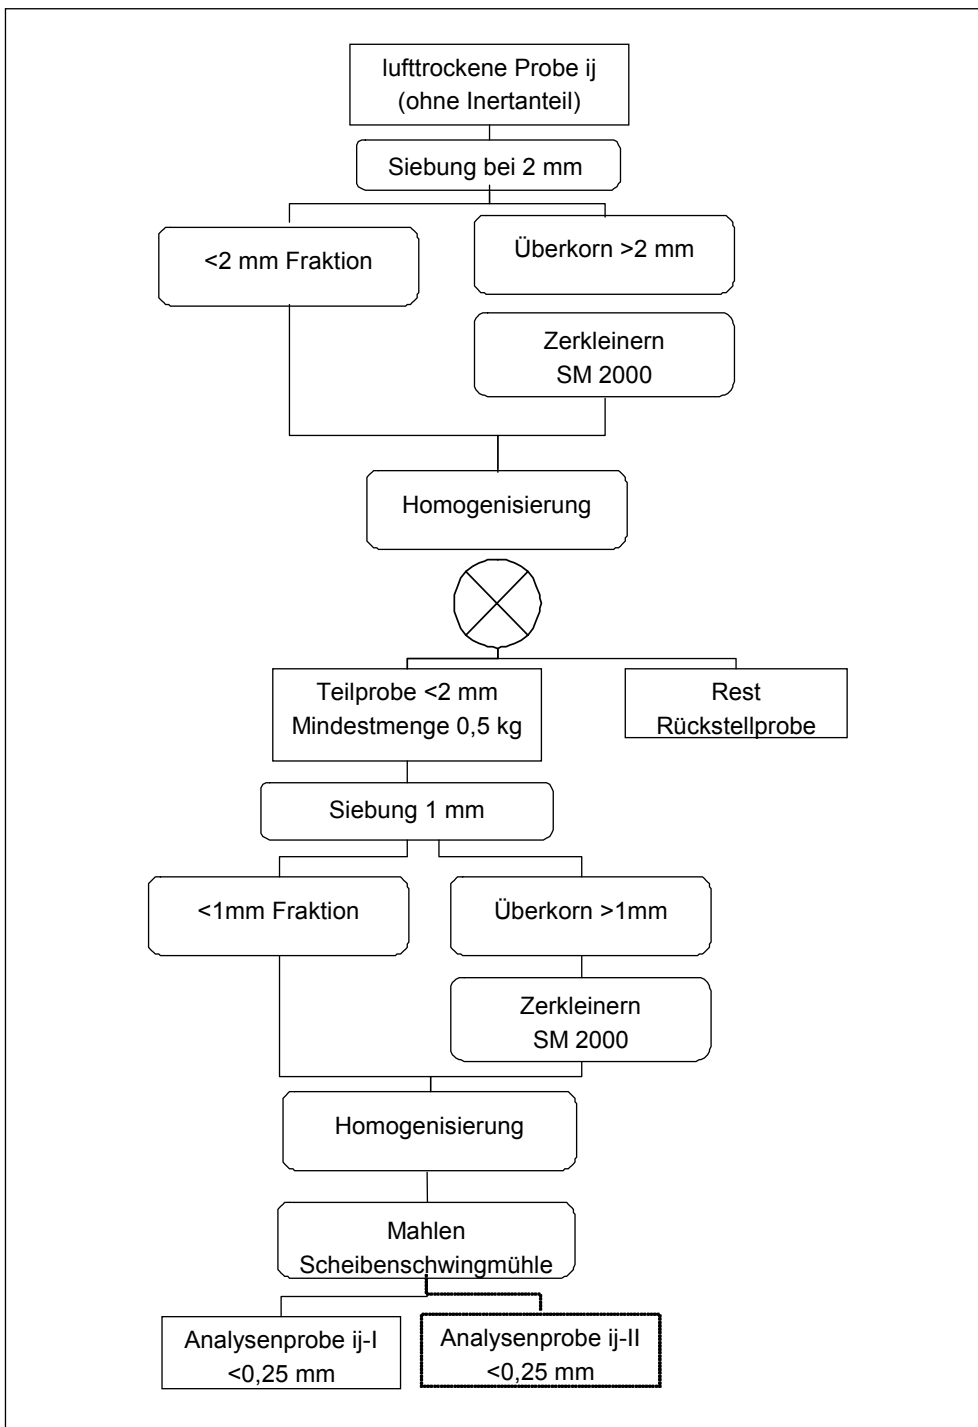 lufttrockene Probe ij
(ohne Inertanteil)
Siebung bei 2 mm
<2 mm Fraktion
Überkorn >2 mm
Zerkleinern
SM 2000
Homogenisierung
Teilprobe <2 mm
Mindestmenge 0,5 kg
Rest
Rückstellprobe
Siebung 1 mm
<1mm Fraktion
Überkorn >1mm
Zerkleinern
SM 2000
Homogenisierung
Mahlen
Scheibenschwingmühle
Analysenprobe ij-I
<0,25 mm
Analysenprobe ij-II
<0,25 mm